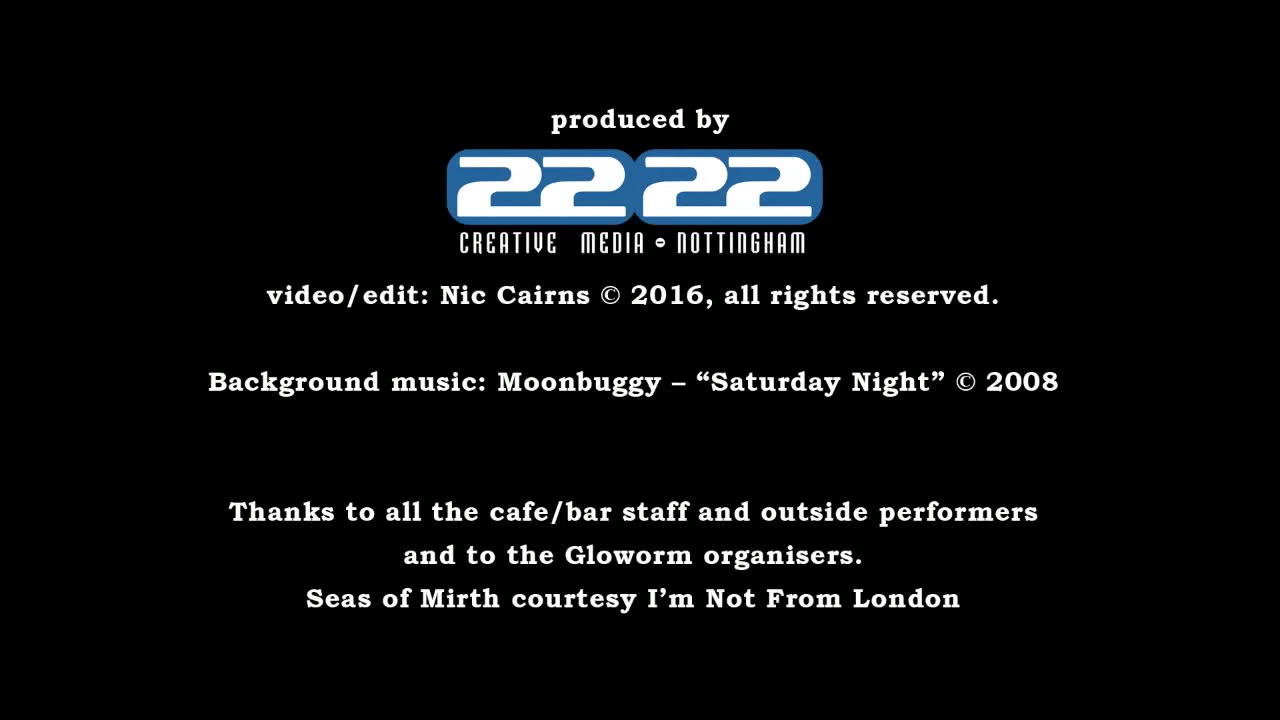 produced by
22 22
CREATIVE MEDIA • NOTTINGHAM
video/edit: Nic Cairns © 2016, all rights reserved.
Background music: Moonbuggy – “Saturday Night” © 2008
Thanks to all the cafe/bar staff and outside performers
and to the Gloworm organisers.
Seas of Mirth courtesy I’m Not From London